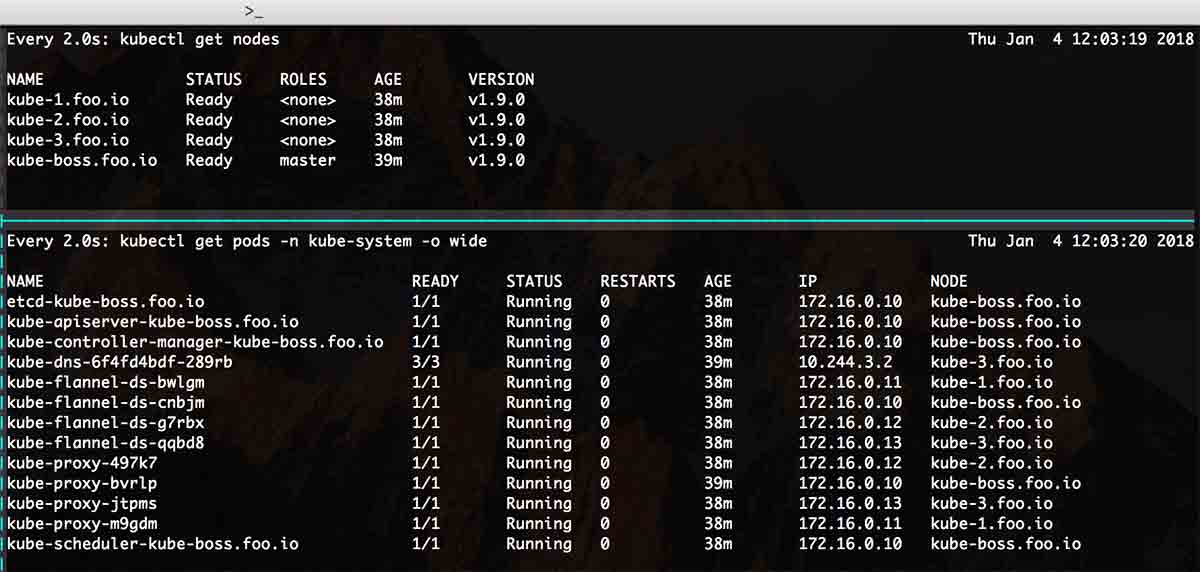 >_
Every 2.0s: kubectl get nodes Thu Jan  4 12:03:19 2018
NAME STATUS ROLES AGE VERSION
kube-1.foo.io Ready <none> 38m v1.9.0
kube-2.foo.io Ready <none> 38m v1.9.0
kube-3.foo.io Ready <none> 38m v1.9.0
kube-boss.foo.io Ready master 39m v1.9.0
Every 2.0s: kubectl get pods -n kube-system -o wide Thu Jan  4 12:03:20 2018
NAME READY STATUS RESTARTS AGE IP NODE
etcd-kube-boss.foo.io 1/1 Running 0 38m 172.16.0.10 kube-boss.foo.io
kube-apiserver-kube-boss.foo.io 1/1 Running 0 38m 172.16.0.10 kube-boss.foo.io
kube-controller-manager-kube-boss.foo.io 1/1 Running 0 38m 172.16.0.10 kube-boss.foo.io
kube-dns-6f4fd4bdf-289rb 3/3 Running 0 39m 10.244.3.2 kube-3.foo.io
kube-flannel-ds-bwlgm 1/1 Running 0 38m 172.16.0.11 kube-1.foo.io
kube-flannel-ds-cnbjm 1/1 Running 0 38m 172.16.0.10 kube-boss.foo.io
kube-flannel-ds-g7rbx 1/1 Running 0 38m 172.16.0.12 kube-2.foo.io
kube-flannel-ds-qqbd8 1/1 Running 0 38m 172.16.0.13 kube-3.foo.io
kube-proxy-497k7 1/1 Running 0 38m 172.16.0.12 kube-2.foo.io
kube-proxy-bvrlp 1/1 Running 0 39m 172.16.0.10 kube-boss.foo.io
kube-proxy-jtpms 1/1 Running 0 38m 172.16.0.13 kube-3.foo.io
kube-proxy-m9gdm 1/1 Running 0 38m 172.16.0.11 kube-1.foo.io
kube-scheduler-kube-boss.foo.io 1/1 Running 0 38m 172.16.0.10 kube-boss.foo.io